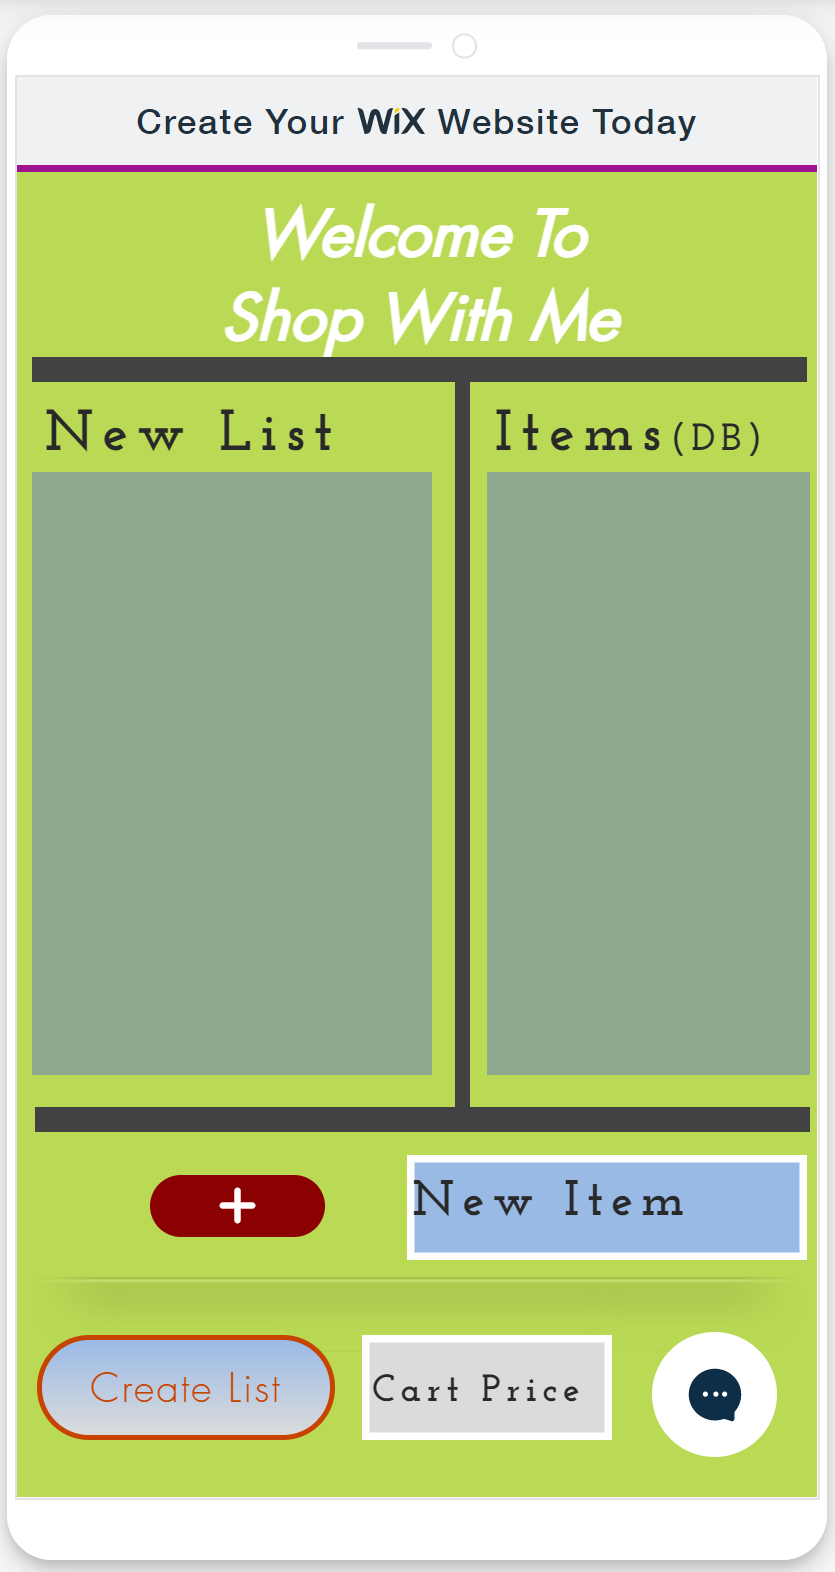 Create Your WiX Website Today
Welcome To
Shop With Me
New List
Items(DB)
New Item
Create List
Cart Price